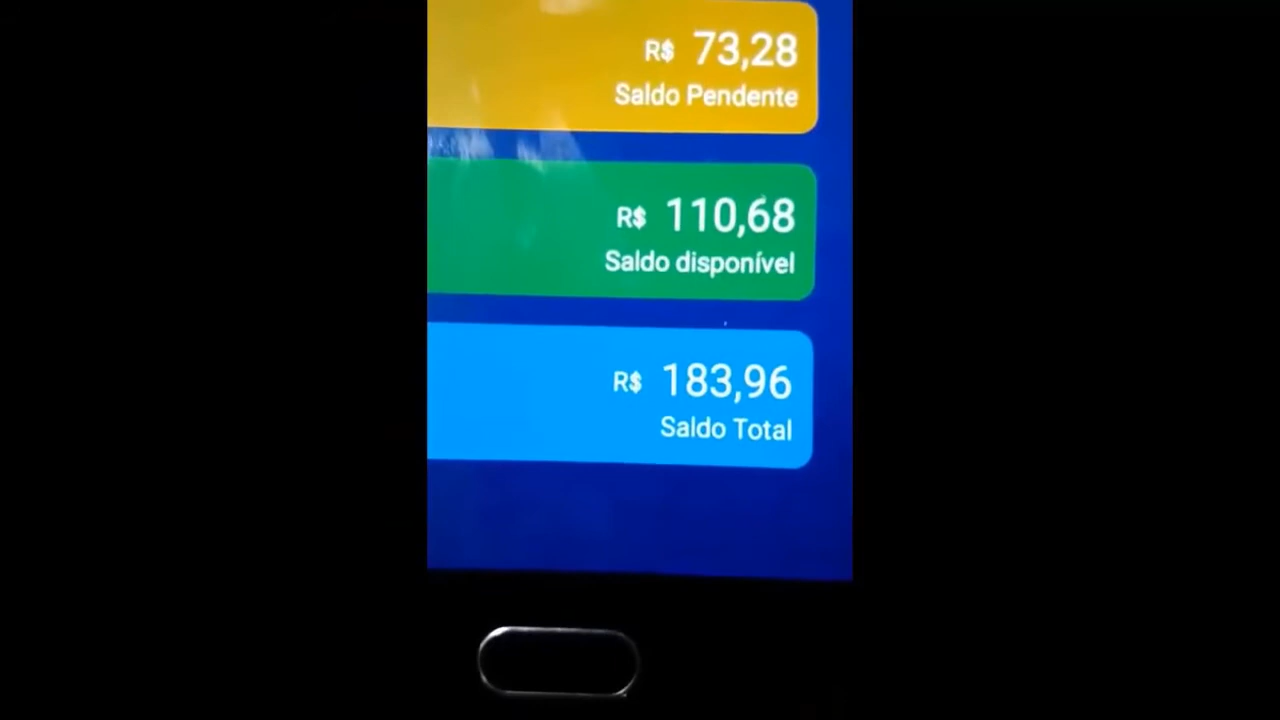 R$ 73,28
Saldo Pendente
R$ 110,68
Saldo disponível
R$ 183,96
Saldo Total